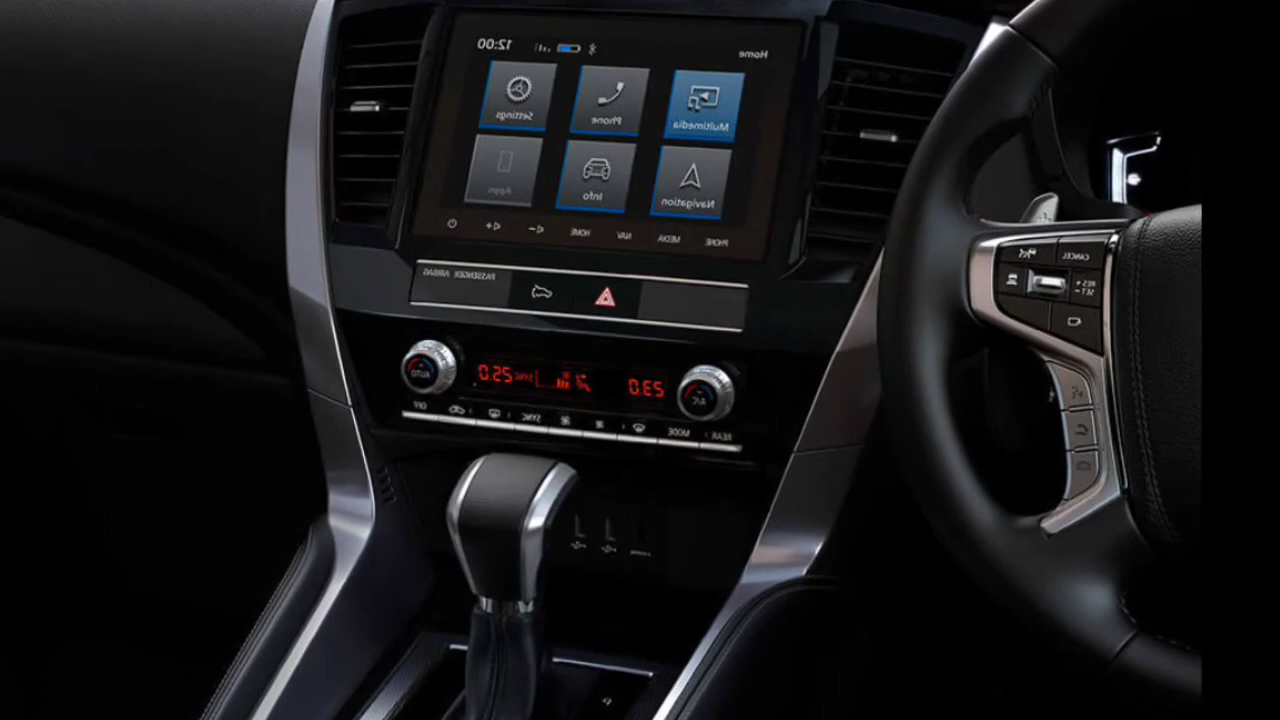 Home
12:00
Multimedia
Phone
Settings
Navigation
Info
Apps
PHONE
MEDIA
NAV
HOME
PASSENGER AIRBAG
AUTO
25.0
SYNC
25.0
A/C
REAR
MODE
SYNC
OFF
CANCEL
RES +
SET -